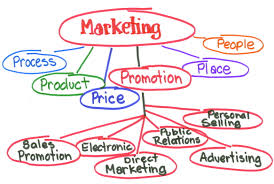 Marketing
People
Process
Place
Product
Promotion
Price
Personal
Selling
Public
Relations
Sales
Promotion
Electronic
Advertising
Direct
Marketing